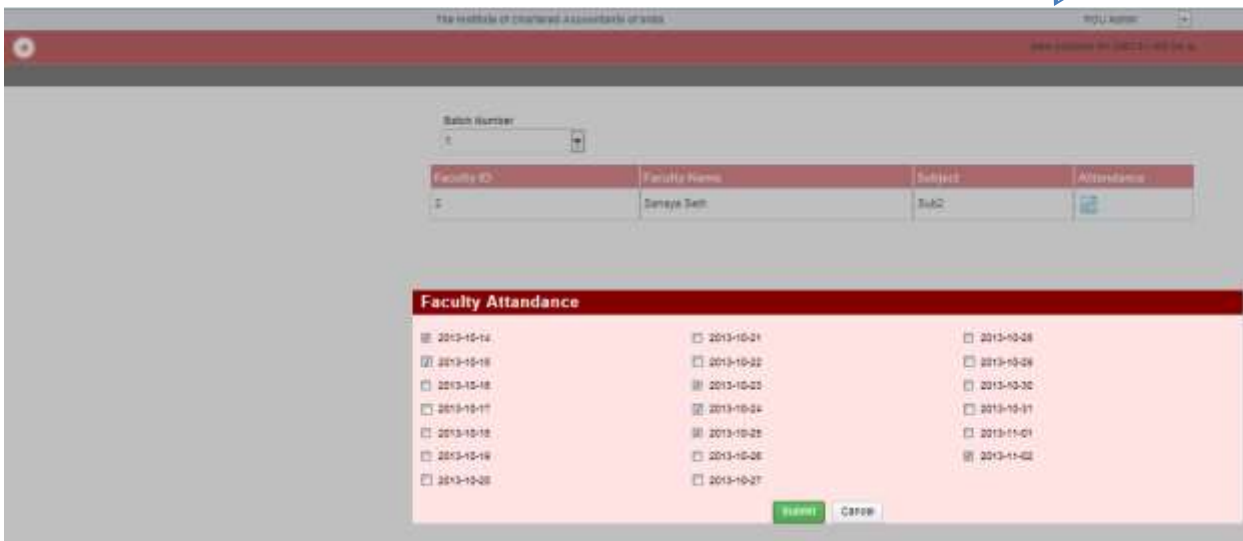 The Institute of Chartered Accountants of India
ROU Admin
Batch Number
1
Faculty ID Faculty Name Subject Attendance
2 Sub2
Faculty Attandance
2013-10-14 2013-10-21 2013-10-28
2013-10-15 2013-10-22 2013-10-29
2013-10-16 2013-10-23 2013-10-30
2013-10-17 2013-10-24 2013-10-31
2013-10-18 2013-10-25 2013-11-01
2013-10-19 2013-10-26 2013-11-02
2013-10-20 2013-10-27
Submit Cancel